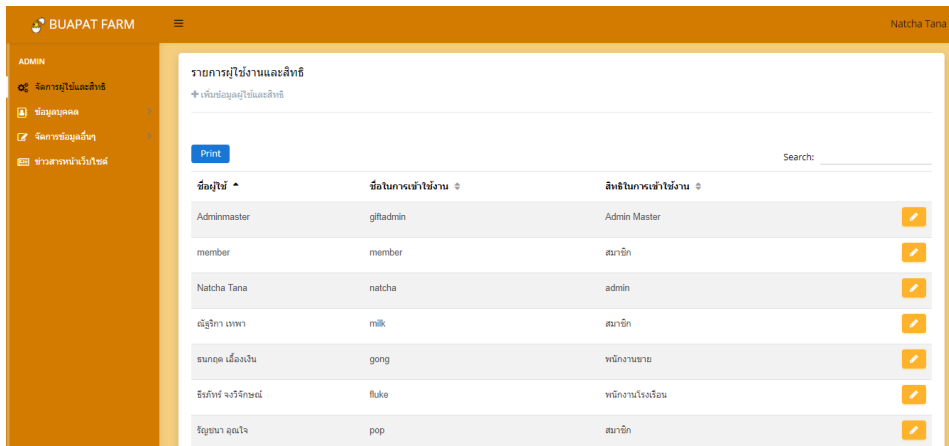 BUAPAT FARM
Natcha Tana
ADMIN
จัดการผู้ใช้และสิทธิ
ข้อมูลบุคคล
จัดการข้อมูลอื่นๆ
ข่าวสารหน้าเว็บไซต์
รายการผู้ใช้งานและสิทธิ
+ เพิ่มข้อมูลผู้ใช้และสิทธิ
Print
Search:
ชื่อผู้ใช้ ชื่อในการเข้าใช้งาน สิทธิในการเข้าใช้งาน
Adminmaster giftadmin Admin Master
member member สมาชิก
Natcha Tana natcha admin
ณัฐริกา เทพา milk สมาชิก
ธนกฤต เอื้องเงิน gong พนักงานขาย
ธีรภัทร์ จงวิจักษณ์ fluke พนักงานโรงเรือน
รัญชนา อุณใจ pop สมาชิก